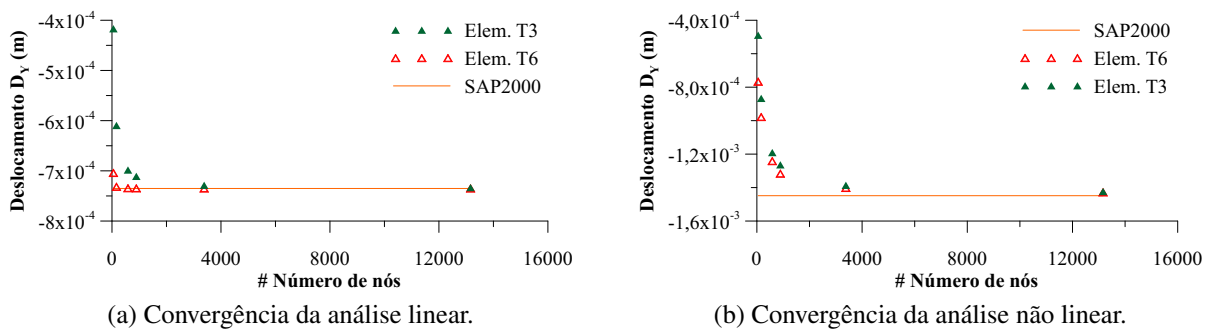 -4x10-4
-5x10-4
-6x10-4
-7x10-4
-8x10-4
Deslocamento DY (m)
Elem. T3
Elem. T6
SAP2000
0 4000 8000 12000 16000
# Número de nós
(a) Convergência da análise linear.
-4,0x10-4
-8,0x10-4
-1,2x10-3
-1,6x10-3
Deslocamento DY (m)
SAP2000
Elem. T6
Elem. T3
0 4000 8000 12000 16000
# Número de nós
(b) Convergência da análise não linear.